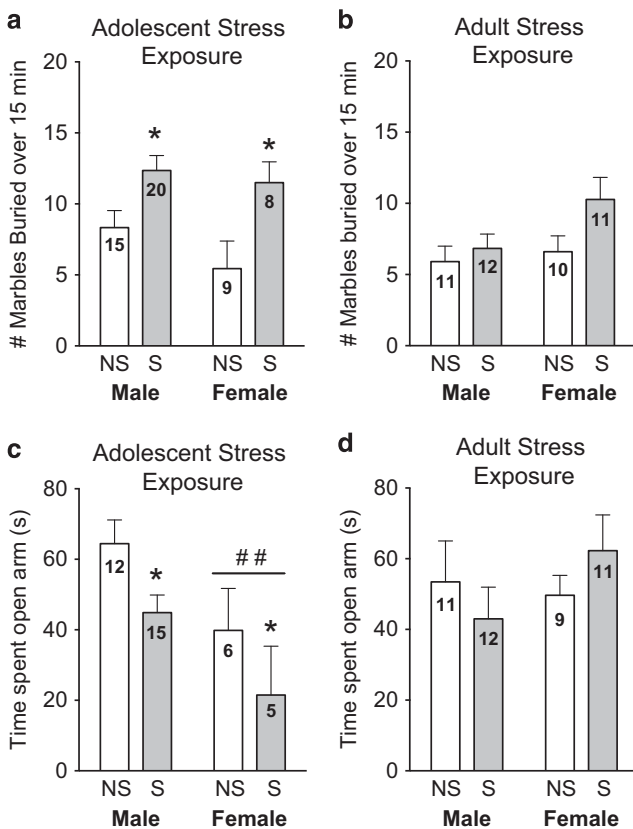 a
Adolescent Stress
Exposure
# Marbles Buried over 15 min
20
15
10
5
0
15
*
20
9
*
8
NS S NS S
Male Female
b
Adult Stress
Exposure
# Marbles buried over 15 min
20
15
10
5
0
11
12
10
11
NS S NS S
Male Female
c
Adolescent Stress
Exposure
Time spent open arm (s)
80
60
40
20
0
12
*
15
##
6
*
5
NS S NS S
Male Female
d
Adult Stress
Exposure
Time spent open arm (s)
80
60
40
20
0
11
12
9
11
NS S NS S
Male Female